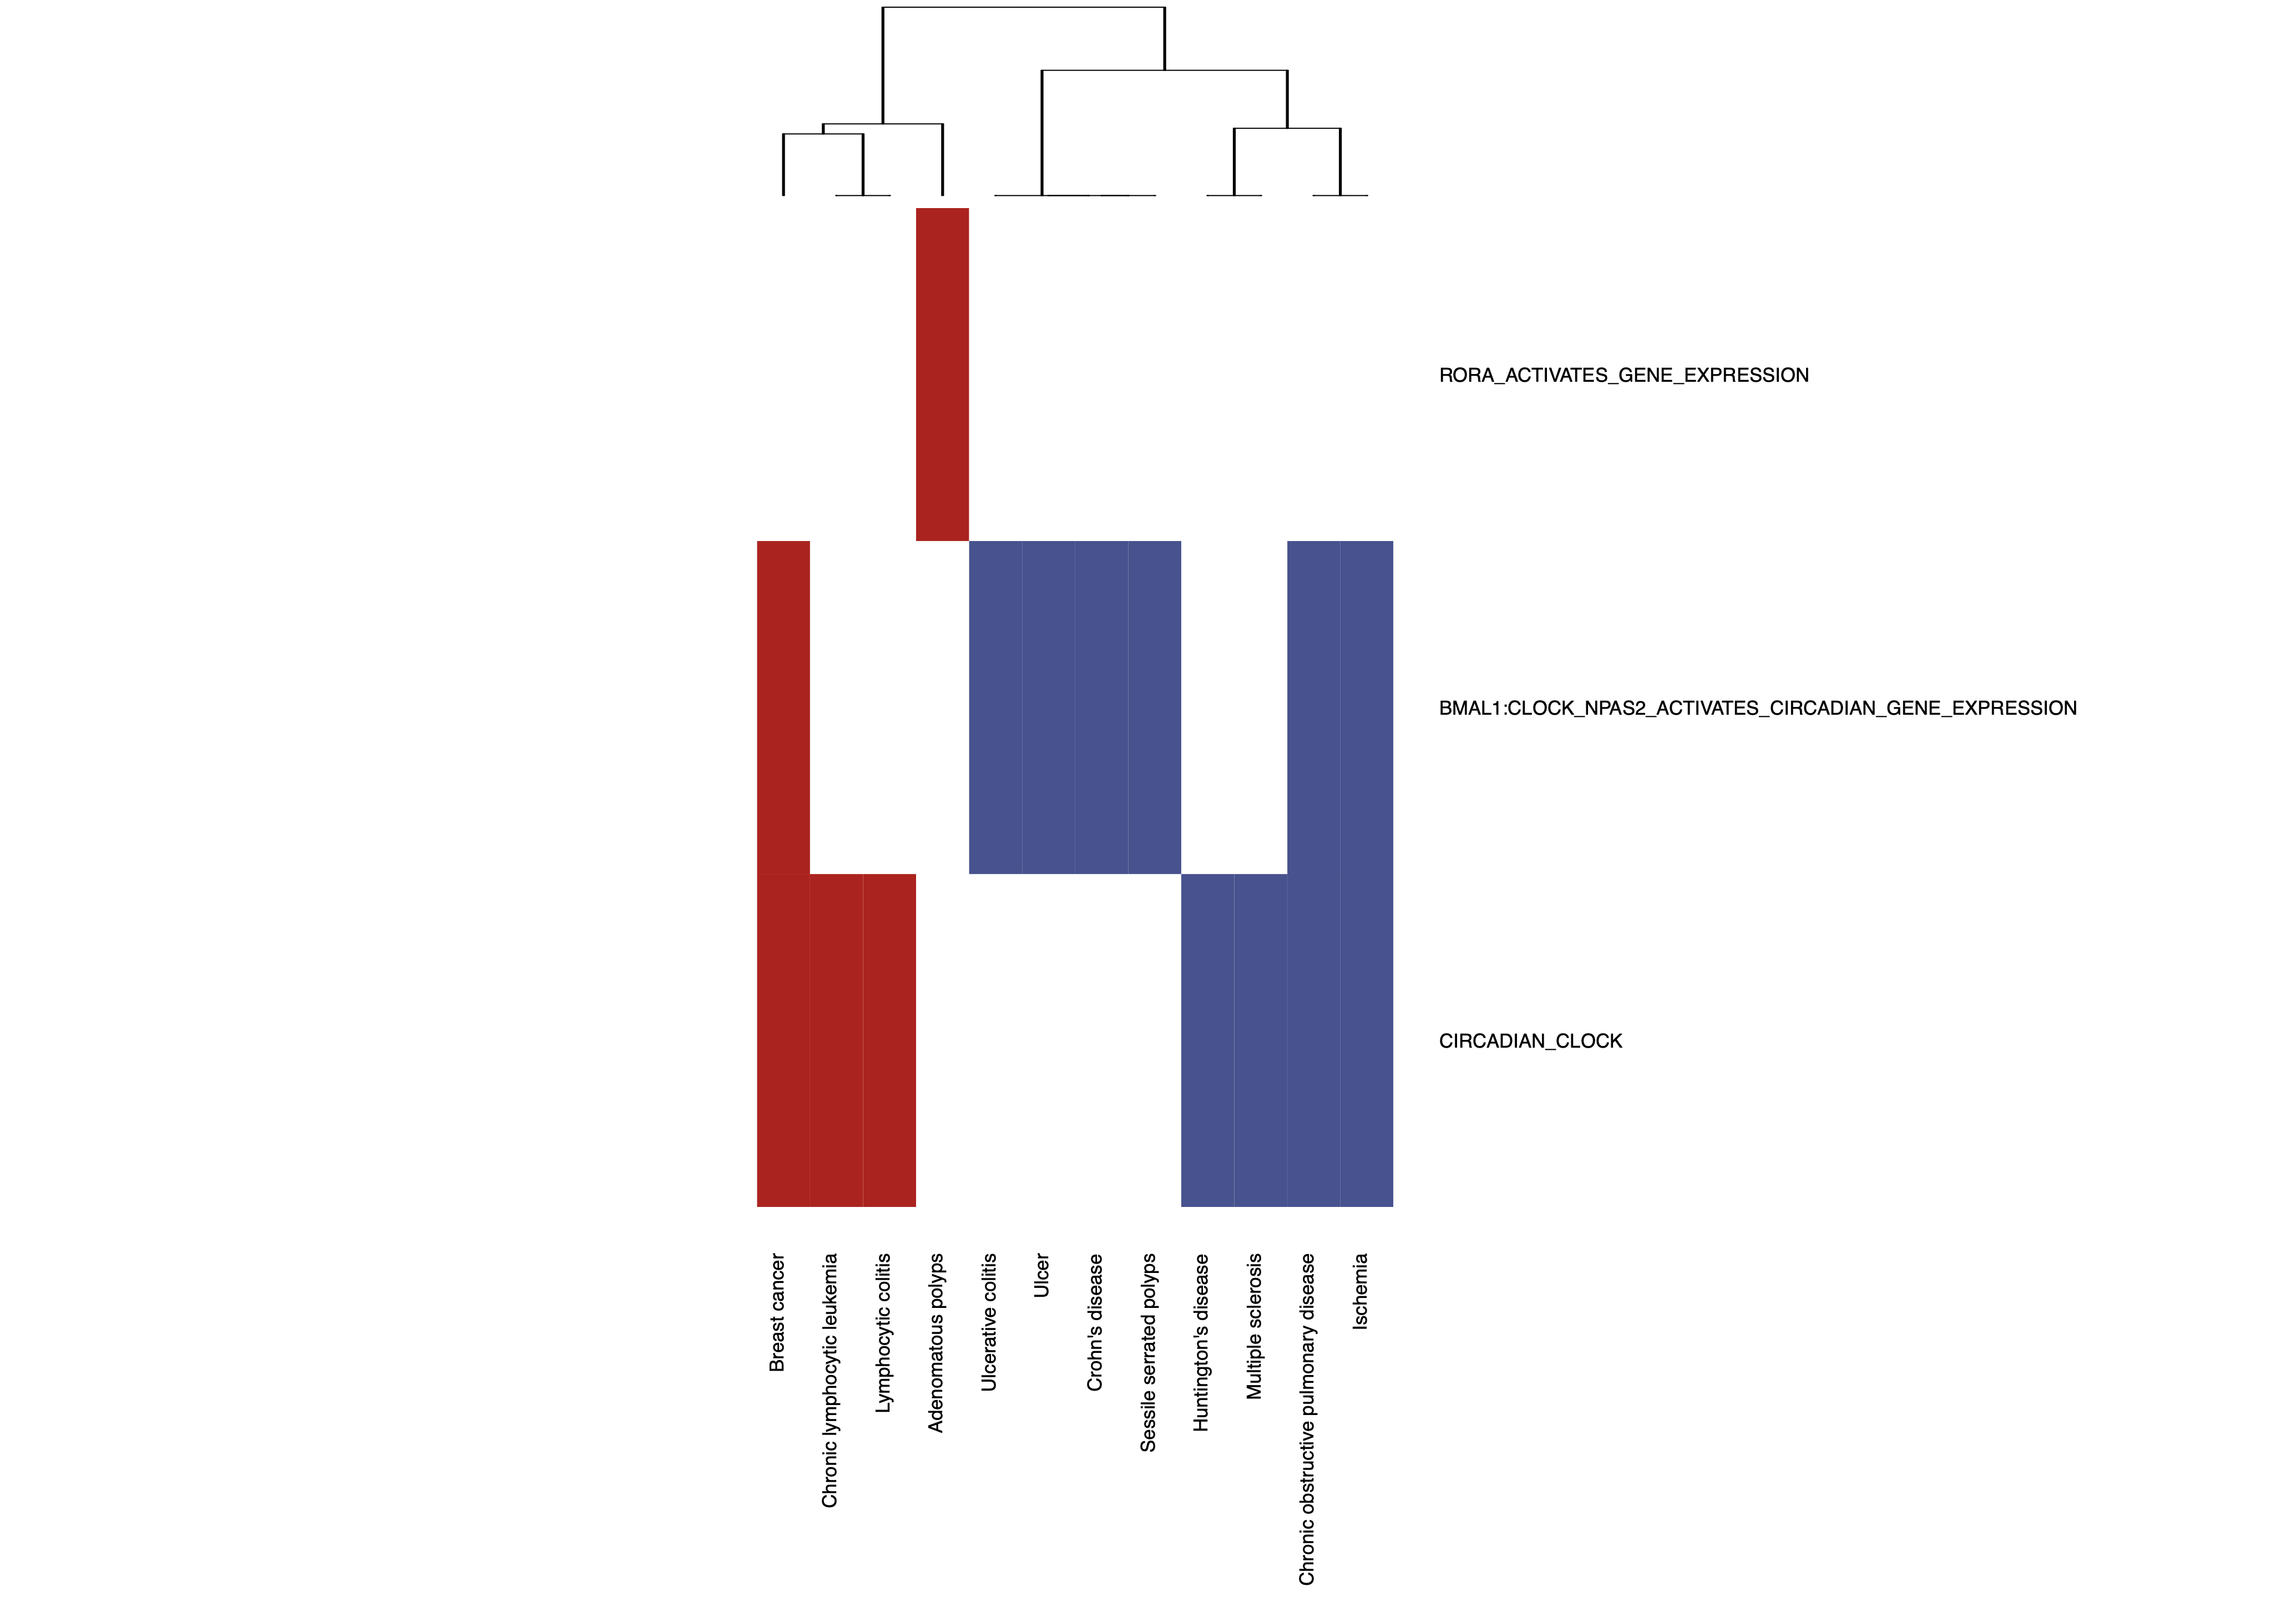 RORA_ACTIVATES_GENE_EXPRESSION
BMAL1:CLOCK_NPAS2_ACTIVATES_CIRCADIAN_GENE_EXPRESSION
CIRCADIAN_CLOCK
Breast cancer
Chronic lymphocytic leukemia
Lymphocytic colitis
Adenomatous polyps
Ulcerative colitis
Ulcer
Crohn's disease
Sessile serrated polyps
Huntington's disease
Multiple sclerosis
Chronic obstructive pulmonary disease
Ischemia